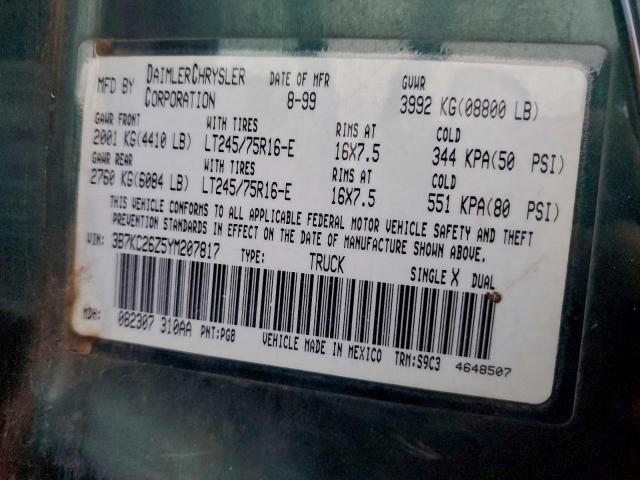 MFD BY DAIMLERCHRYSLER CORPORATION DATE OF MFR 8-99 GVWR 3992 KG(08800 LB)
GAWR FRONT WITH TIRES RIMS AT COLD
2001 KG(4410 LB) LT245/75R16-E 16X7.5 344 KPA(50 PSI)
GAWR REAR WITH TIRES RIMS AT COLD
2760 KG(6084 LB) LT245/75R16-E 16X7.5 551 KPA(80 PSI)
THIS VEHICLE CONFORMS TO ALL APPLICABLE FEDERAL MOTOR VEHICLE SAFETY AND THEFT
PREVENTION STANDARDS IN EFFECT ON THE DATE OF MANUFACTURE SHOWN ABOVE.
VIN: 3B7KC26Z5YM207817 TYPE: TRUCK SINGLE X DUAL
MDH: 082307 310AA PNT:PG8 VEHICLE MADE IN MEXICO TRM:S9C3 4648507